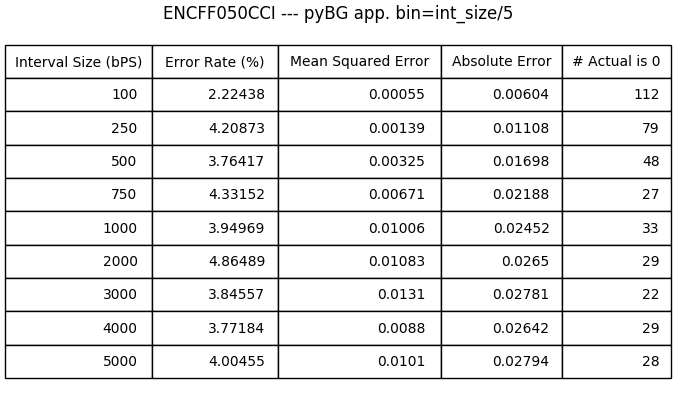 ENCFF050CCI --- pyBG app. bin=int_size/5
Interval Size (bPS) Error Rate (%) Mean Squared Error Absolute Error # Actual is 0
100 2.22438 0.00055 0.00604 112
250 4.20873 0.00139 0.01108 79
500 3.76417 0.00325 0.01698 48
750 4.33152 0.00671 0.02188 27
1000 3.94969 0.01006 0.02452 33
2000 4.86489 0.01083 0.0265 29
3000 3.84557 0.0131 0.02781 22
4000 3.77184 0.0088 0.02642 29
5000 4.00455 0.0101 0.02794 28